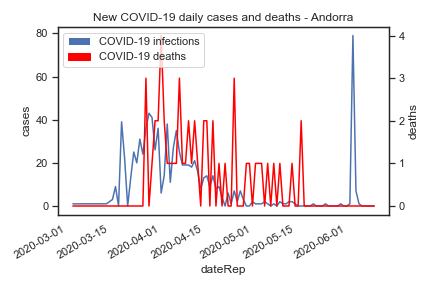 New COVID-19 daily cases and deaths - Andorra
COVID-19 infections
COVID-19 deaths
80
60
40
20
0
cases
4
3
2
1
0
deaths
2020-03-01
2020-03-15
2020-04-01
2020-04-15
2020-05-01
2020-05-15
2020-06-01
dateRep